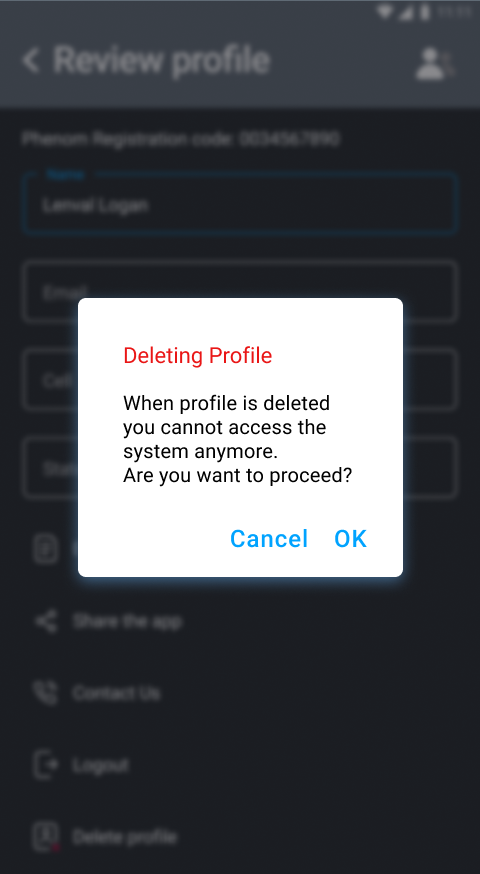 11:11
Review profile
Phenom Registration code: 0034567890
Name
Lenval Logan
Email
Cell
Deleting Profile
When profile is deleted
you cannot access the
system anymore.
Are you want to proceed?
Cancel OK
Share the app
Contact Us
Logout
Delete profile